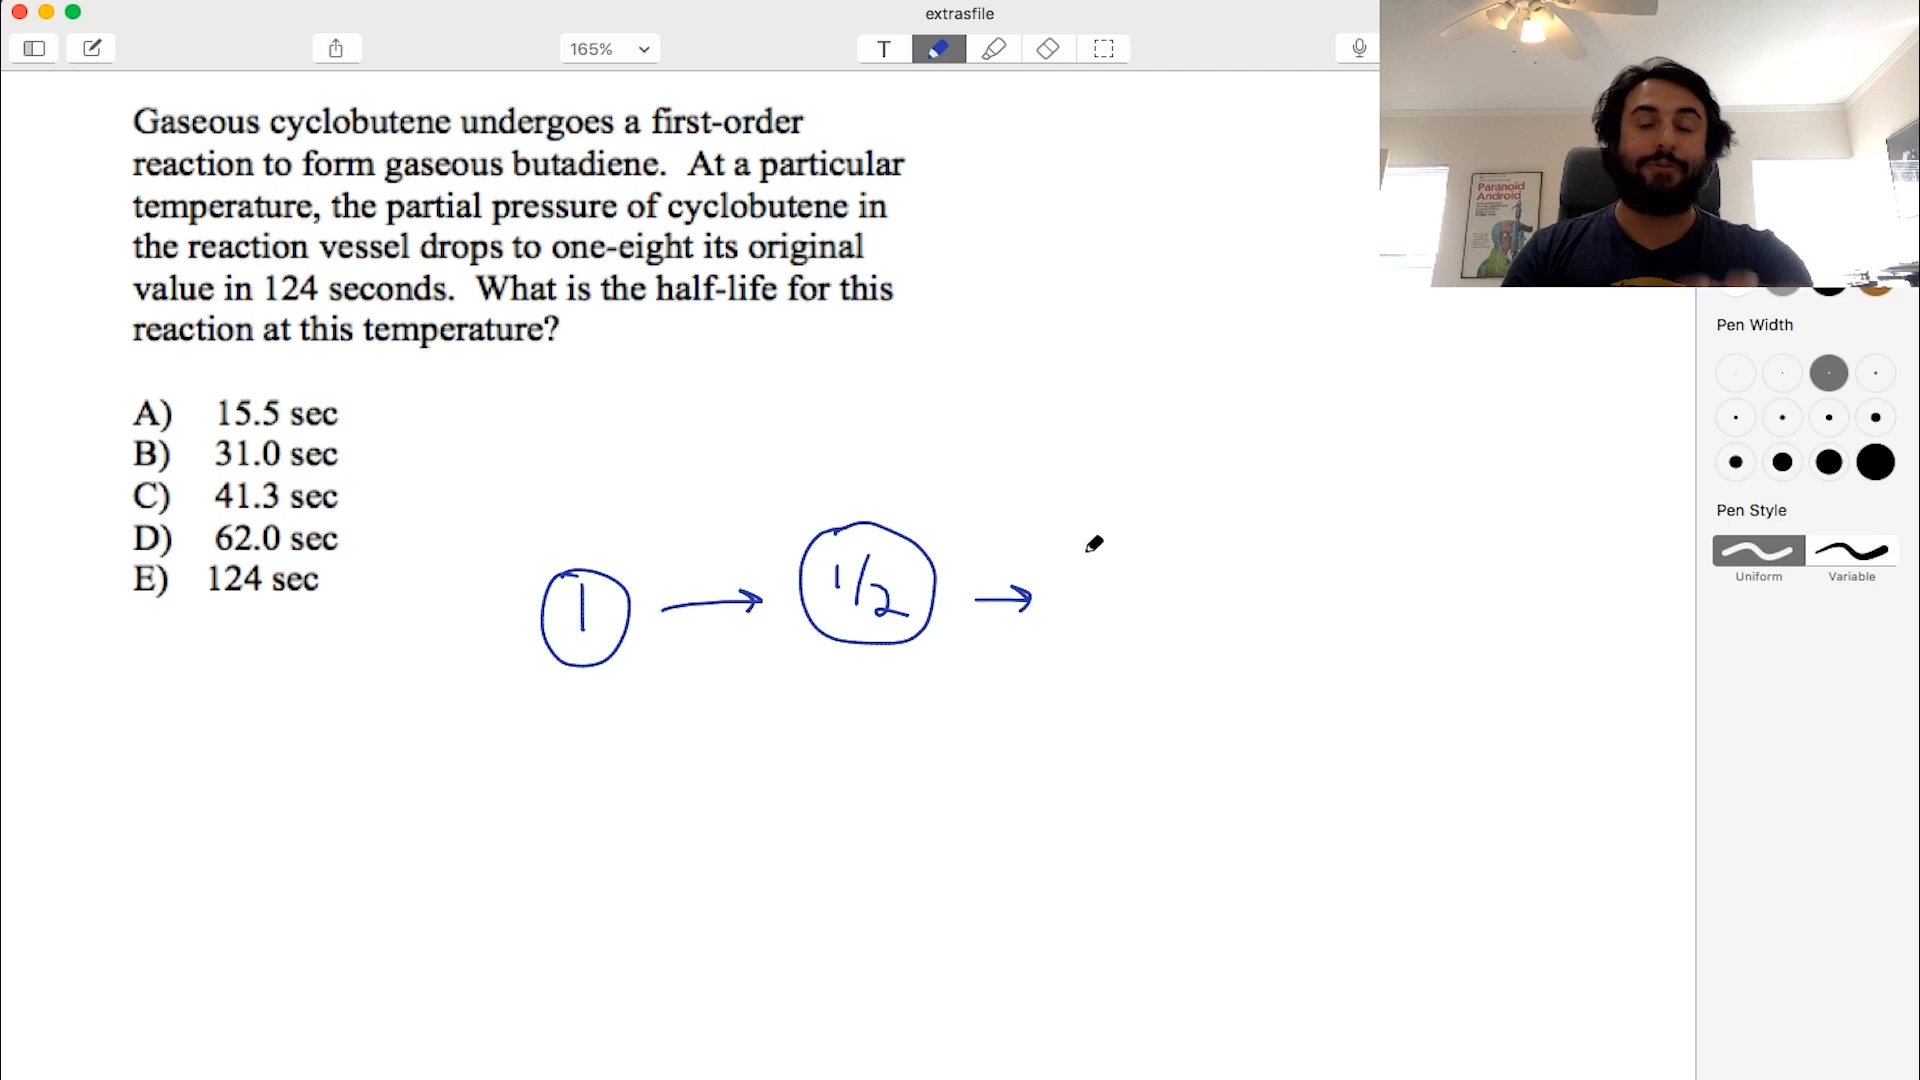 extrasfile
165%
T
Paranoid
Android
Gaseous cyclobutene undergoes a first-order
reaction to form gaseous butadiene. At a particular
temperature, the partial pressure of cyclobutene in
the reaction vessel drops to one-eight its original
value in 124 seconds. What is the half-life for this
reaction at this temperature?
A) 15.5 sec
B) 31.0 sec
C) 41.3 sec
D) 62.0 sec
E) 124 sec
1 → 1/2 →
Pen Width
Pen Style
Uniform
Variable